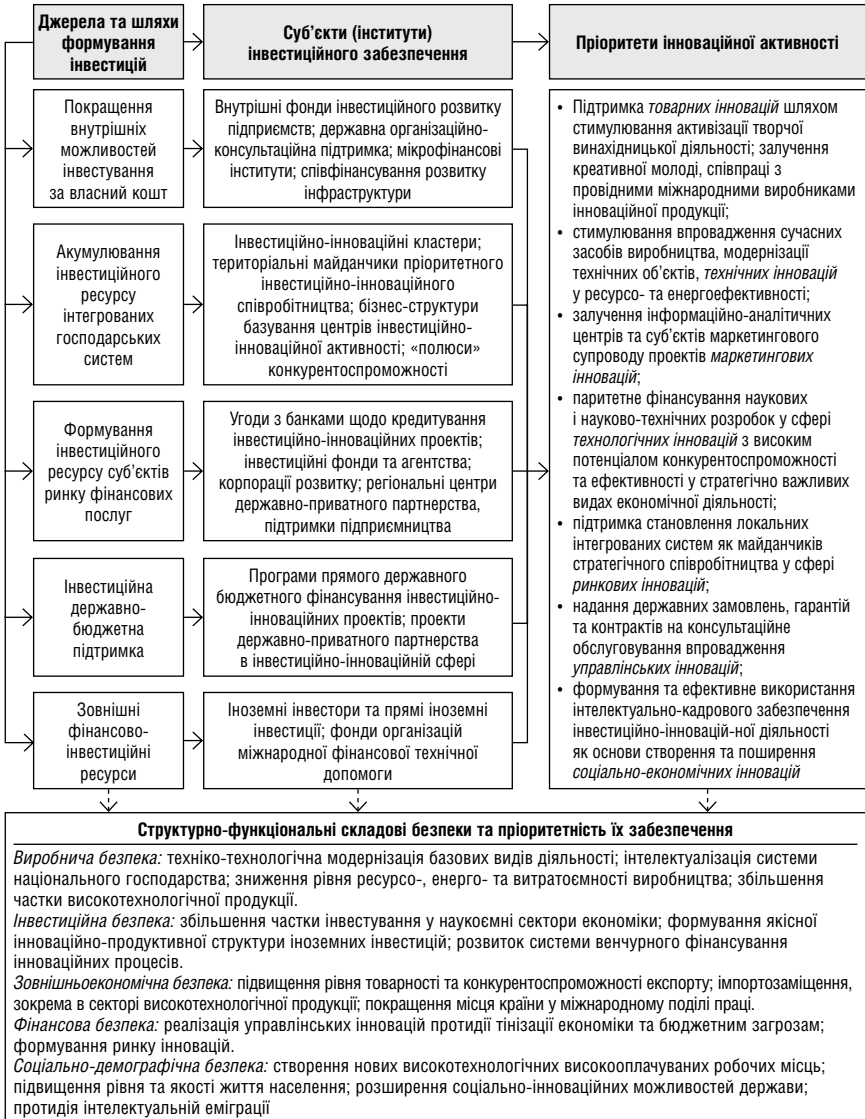 Джерела та шляхи
формування
інвестицій
Суб’єкти (інститути)
інвестиційного забезпечення
Пріоритети інноваційної активності
Покращення
внутрішніх
можливостей
інвестування
за власний кошт
Внутрішні фонди інвестиційного розвитку
підприємств; державна організаційно-
консультаційна підтримка; мікрофінансові
інститути; співфінансування розвитку
інфраструктури
Акумулювання
інвестиційного
ресурсу
інтегрованих
господарських
систем
Інвестиційно-інноваційні кластери;
територіальні майданчики пріоритетного
інвестиційно-інноваційного
співробітництва; бізнес-структури
базування центрів інвестиційно-
інноваційної активності; «полюси»
конкурентоспроможності
Формування
інвестиційного
ресурсу суб’єктів
ринку фінансових
послуг
Угоди з банками щодо кредитування
інвестиційно-інноваційних проектів;
інвестиційні фонди та агентства;
корпорації розвитку; регіональні центри
державно-приватного партнерства,
підтримки підприємництва
Інвестиційна
державно-
бюджетна
підтримка
Програми прямого державного
бюджетного фінансування інвестиційно-
інноваційних проектів; проекти
державно-приватного партнерства
в інвестиційно-інноваційній сфері
Зовнішні
фінансово-
інвестиційні
ресурси
Іноземні інвестори та прямі іноземні
інвестиції; фонди організацій
міжнародної фінансової технічної
допомоги
• Підтримка товарних інновацій шляхом
стимулювання активізації творчої
винахідницької діяльності; залучення
креативної молоді, співпраці з
провідними міжнародними виробниками
інноваційної продукції;
• стимулювання впровадження сучасних
засобів виробництва, модернізації
технічних об’єктів, технічних інновацій
у ресурсо- та енергоефективності;
• залучення інформаційно-аналітичних
центрів та суб’єктів маркетингового
супроводу проектів маркетингових
інновацій;
• паритетне фінансування наукових
і науково-технічних розробок у сфері
технологічних інновацій з високим
потенціалом конкурентоспроможності
та ефективності у стратегічно важливих
видах економічної діяльності;
• підтримка становлення локальних
інтегрованих систем як майданчиків
стратегічного співробітництва у сфері
ринкових інновацій;
• надання державних замовлень, гарантій
та контрактів на консультаційне
обслуговування впровадження
управлінських інновацій;
• формування та ефективне використання
інтелектуально-кадрового забезпечення
інвестиційно-інновацій-ної діяльності
як основи створення та поширення
соціально-економічних інновацій
Структурно-функціональні складові безпеки та пріоритетність їх забезпечення
Виробнича безпека: техніко-технологічна модернізація базових видів діяльності; інтелектуалізація системи
національного господарства; зниження рівня ресурсо-, енерго- та витратоємності виробництва; збільшення
частки високотехнологічної продукції.
Інвестиційна безпека: збільшення частки інвестування у наукоємні сектори економіки; формування якісної
інноваційно-продуктивної структури іноземних інвестицій; розвиток системи венчурного фінансування
інноваційних процесів.
Зовнішньоекономічна безпека: підвищення рівня товарності та конкурентоспроможності експорту; імпортозаміщення,
зокрема в секторі високотехнологічної продукції; покращення місця країни у міжнародному поділі праці.
Фінансова безпека: реалізація управлінських інновацій протидії тінізації економіки та бюджетним загрозам;
формування ринку інновацій.
Соціально-демографічна безпека: створення нових високотехнологічних високооплачуваних робочих місць;
підвищення рівня та якості життя населення; розширення соціально-інноваційних можливостей держави;
протидія інтелектуальній еміграції